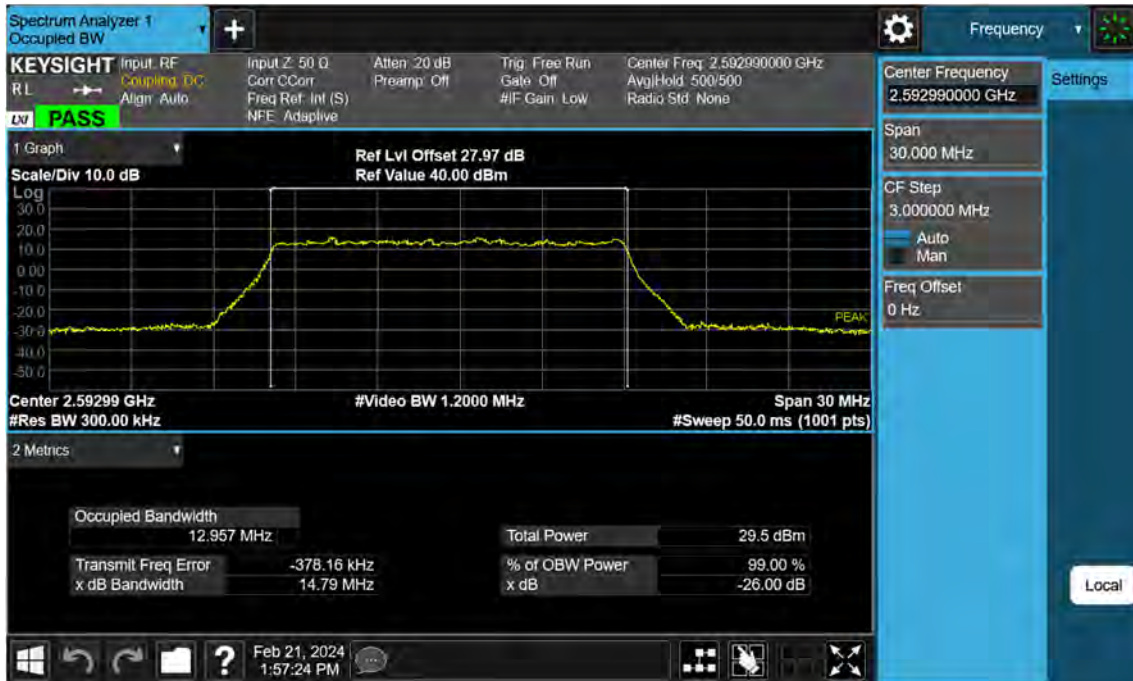 Spectrum Analyzer 1
Occupied BW
+
Frequency
KEYSIGHT
RL
LXI
PASS
Input: RF
Coupling: DC
Align: Auto
Input Z: 50 Ω
Corr CCorr
Freq Ref: Int (S)
NFE: Adaptive
Atten: 20 dB
Preamp: Off
Trig: Free Run
Gate: Off
#IF Gain: Low
Center Freq: 2.592990000 GHz
Avg|Hold: 500/500
Radio Std: None
Center Frequency
2.592990000 GHz
Settings
Span
30.000 MHz
CF Step
3.000000 MHz
Auto
Man
Freq Offset
0 Hz
1 Graph
Scale/Div 10.0 dB
Ref Lvl Offset 27.97 dB
Ref Value 40.00 dBm
Log
30.0
20.0
10.0
0.00
-10.0
-20.0
-30.0
-40.0
-50.0
PEAK
Center 2.59299 GHz
#Video BW 1.2000 MHz
Span 30 MHz
#Res BW 300.00 kHz
#Sweep 50.0 ms (1001 pts)
2 Metrics
Occupied Bandwidth
12.957 MHz
Total Power 29.5 dBm
Transmit Freq Error -378.16 kHz
% of OBW Power 99.00 %
x dB Bandwidth 14.79 MHz
x dB -26.00 dB
Local
?
Feb 21, 2024
1:57:24 PM